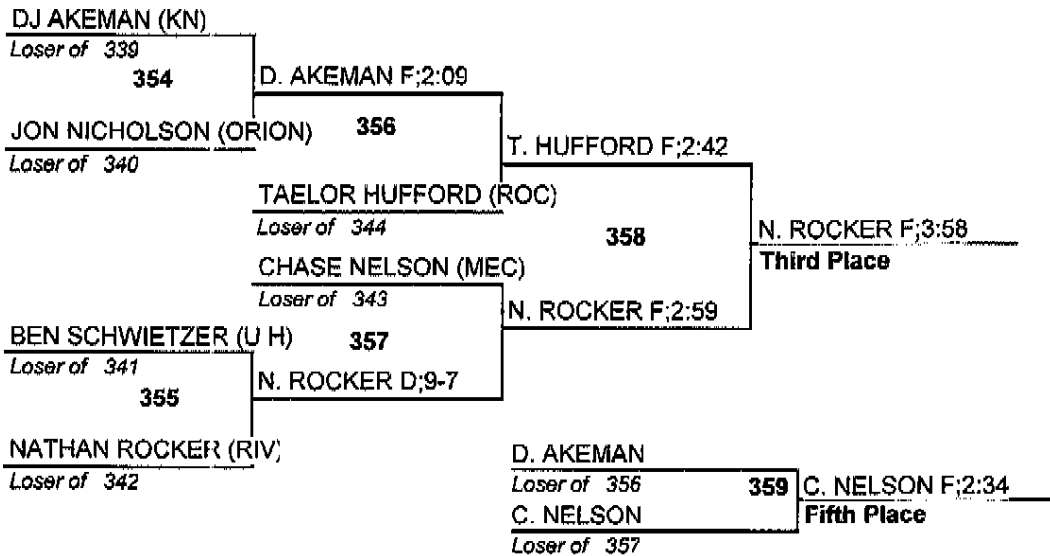 DJ AKEMAN (KN)
Loser of 339
354
D. AKEMAN F;2:09
JON NICHOLSON (ORION)
Loser of 340
356
T. HUFFORD F;2:42
TAELOR HUFFORD (ROC)
Loser of 344
358
N. ROCKER F;3:58
Third Place
CHASE NELSON (MEC)
Loser of 343
N. ROCKER F;2:59
BEN SCHWIETZER (U H)
Loser of 341
357
355
N. ROCKER D;9-7
NATHAN ROCKER (RIV)
Loser of 342
D. AKEMAN
Loser of 356
359
C. NELSON F;2:34
Fifth Place
C. NELSON
Loser of 357